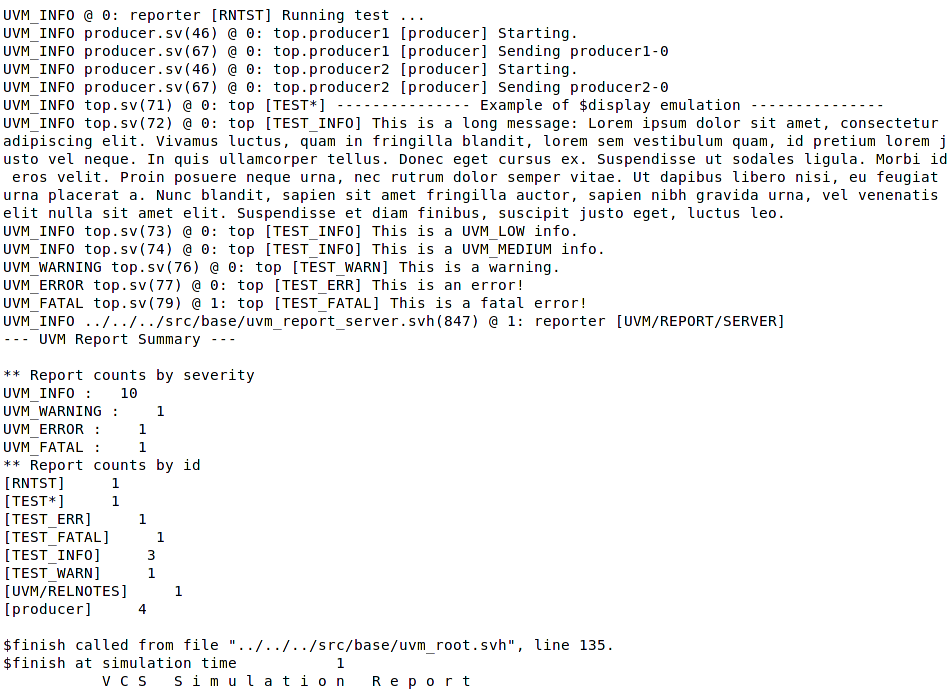 UVM_INFO @ 0: reporter [RNTST] Running test ...
UVM_INFO producer.sv(46) @ 0: top.producer1 [producer] Starting.
UVM_INFO producer.sv(67) @ 0: top.producer1 [producer] Sending producer1-0
UVM_INFO producer.sv(46) @ 0: top.producer2 [producer] Starting.
UVM_INFO producer.sv(67) @ 0: top.producer2 [producer] Sending producer2-0
UVM_INFO top.sv(71) @ 0: top [TEST*] --------------- Example of $display emulation ---------------
UVM_INFO top.sv(72) @ 0: top [TEST_INFO] This is a long message: Lorem ipsum dolor sit amet, consectetur
adipiscing elit. Vivamus luctus, quam in fringilla blandit, lorem sem vestibulum quam, id pretium lorem j
usto vel neque. In quis ullamcorper tellus. Donec eget cursus ex. Suspendisse ut sodales ligula. Morbi id
 eros velit. Proin posuere neque urna, nec rutrum dolor semper vitae. Ut dapibus libero nisi, eu feugiat
urna placerat a. Nunc blandit, sapien sit amet fringilla auctor, sapien nibh gravida urna, vel venenatis
elit nulla sit amet elit. Suspendisse et diam finibus, suscipit justo eget, luctus leo.
UVM_INFO top.sv(73) @ 0: top [TEST_INFO] This is a UVM_LOW info.
UVM_INFO top.sv(74) @ 0: top [TEST_INFO] This is a UVM_MEDIUM info.
UVM_WARNING top.sv(76) @ 0: top [TEST_WARN] This is a warning.
UVM_ERROR top.sv(77) @ 0: top [TEST_ERR] This is an error!
UVM_FATAL top.sv(79) @ 1: top [TEST_FATAL] This is a fatal error!
UVM_INFO ../../../src/base/uvm_report_server.svh(847) @ 1: reporter [UVM/REPORT/SERVER]
--- UVM Report Summary ---

** Report counts by severity
UVM_INFO :   10
UVM_WARNING :    1
UVM_ERROR :    1
UVM_FATAL :    1
** Report counts by id
[RNTST]     1
[TEST*]     1
[TEST_ERR]     1
[TEST_FATAL]     1
[TEST_INFO]     3
[TEST_WARN]     1
[UVM/RELNOTES]     1
[producer]     4

$finish called from file "../../../src/base/uvm_root.svh", line 135.
$finish at simulation time           1
           V C S   S i m u l a t i o n   R e p o r t